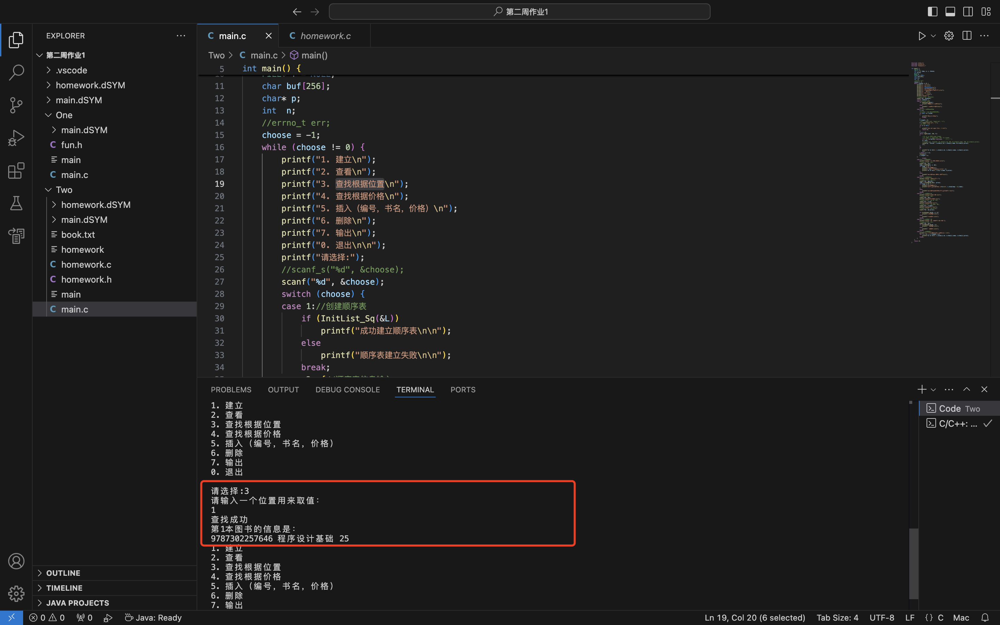 第二周作业1
EXPLORER
第二周作业1
.vscode
homework.dSYM
main.dSYM
One
main.dSYM
C fun.h
main
C main.c
Two
homework.dSYM
main.dSYM
book.txt
homework
C homework.c
C homework.h
main
C main.c
OUTLINE
TIMELINE
JAVA PROJECTS
C main.c
C homework.c
Two > C main.c > main()
5 int main() {
11 char buf[256];
12 char* p;
13 int  n;
14 //errno_t err;
15 choose = -1;
16 while (choose != 0) {
17 printf("1. 建立\n");
18 printf("2. 查看\n");
19 printf("3. 查找根据位置\n");
20 printf("4. 查找根据价格\n");
21 printf("5. 插入（编号，书名，价格）\n");
22 printf("6. 删除\n");
23 printf("7. 输出\n");
24 printf("0. 退出\n\n");
25 printf("请选择:");
26 //scanf_s("%d", &choose);
27 scanf("%d", &choose);
28 switch (choose) {
29 case 1://创建顺序表
30 if (InitList_Sq(&L))
31 printf("成功建立顺序表\n\n");
32 else
33 printf("顺序表建立失败\n\n");
34 break;
PROBLEMS OUTPUT DEBUG CONSOLE TERMINAL PORTS
1. 建立
2. 查看
3. 查找根据位置
4. 查找根据价格
5. 插入（编号，书名，价格）
6. 删除
7. 输出
0. 退出
请选择:3
请输入一个位置用来取值：
1
查找成功
第1本图书的信息是：
9787302257646 程序设计基础 25
1. 建立
2. 查看
3. 查找根据位置
4. 查找根据价格
5. 插入（编号，书名，价格）
6. 删除
7. 输出
Code Two
C/C++: ...
0 0 0 Java: Ready
Ln 19, Col 20 (6 selected) Tab Size: 4 UTF-8 LF {} C Mac